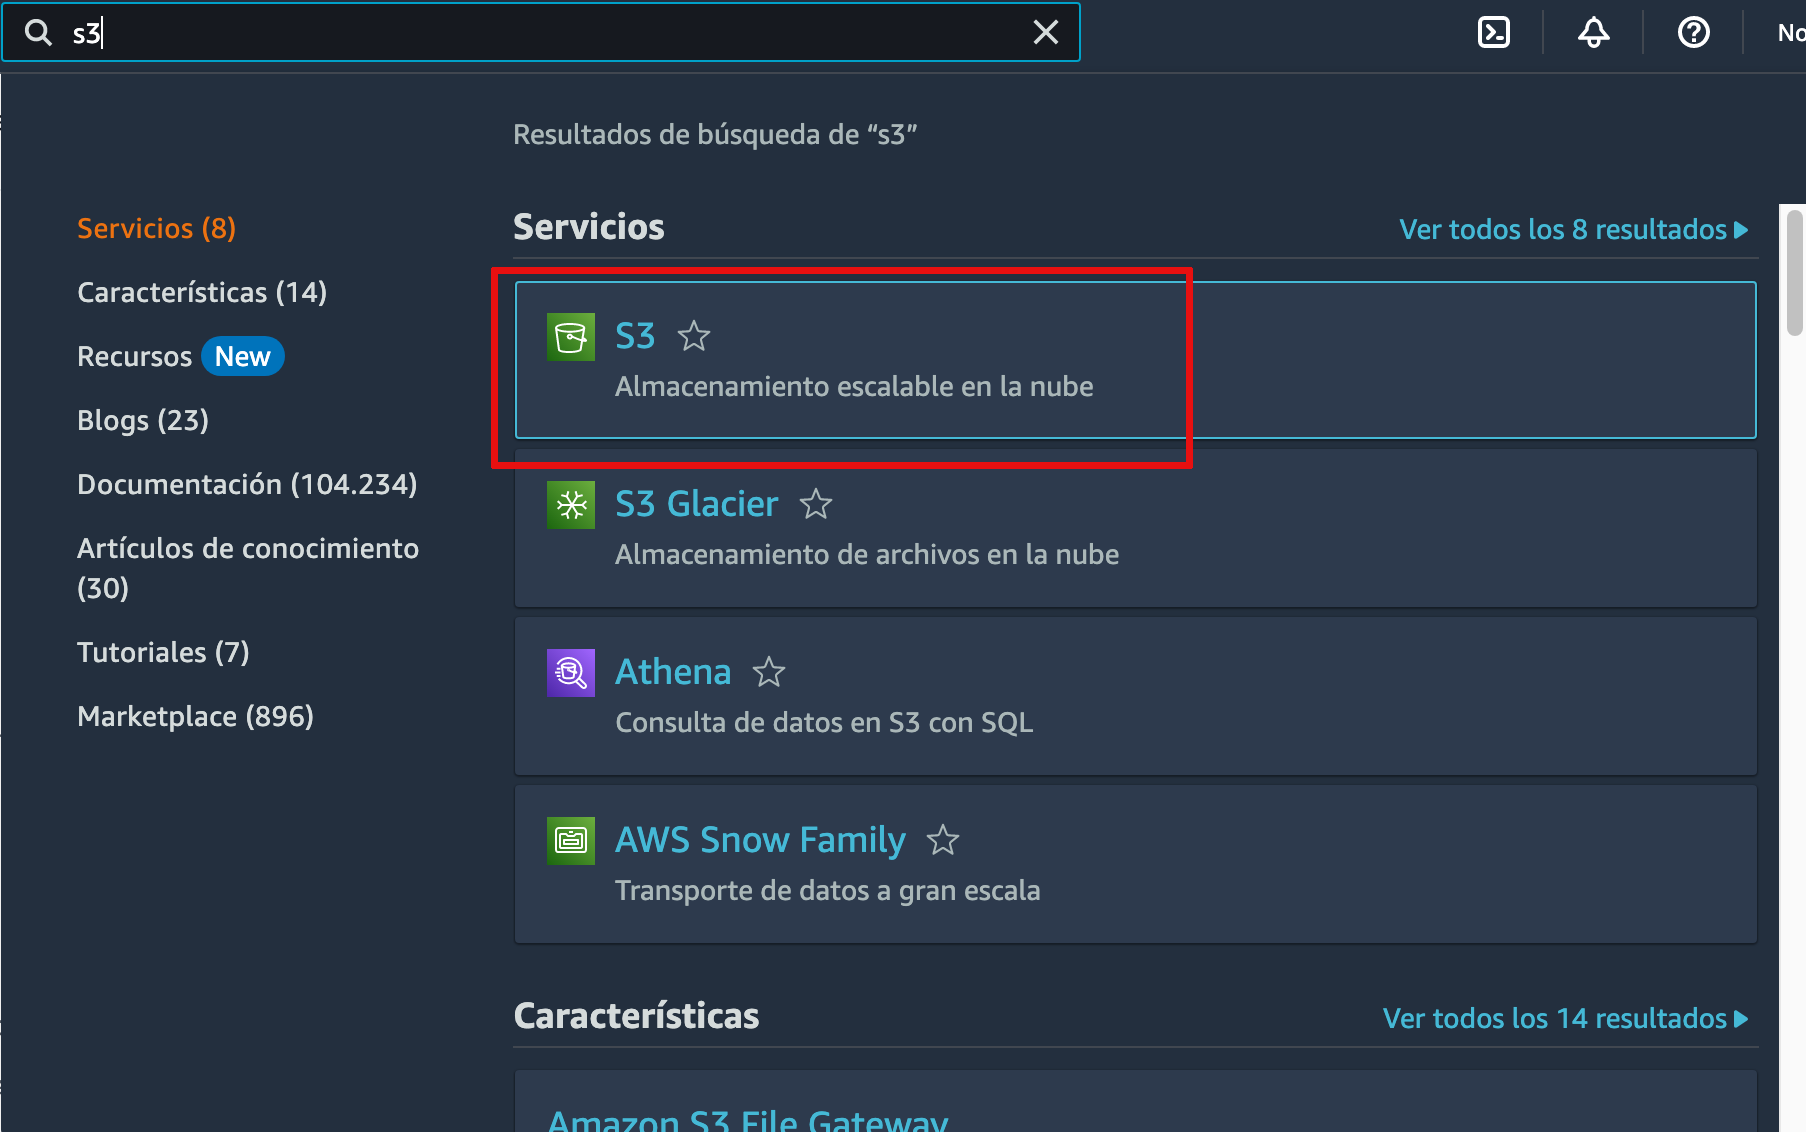 s3
No
Resultados de búsqueda de “s3”
Servicios (8)
Características (14)
Recursos New
Blogs (23)
Documentación (104.234)
Artículos de conocimiento
(30)
Tutoriales (7)
Marketplace (896)
Servicios
Ver todos los 8 resultados
S3
Almacenamiento escalable en la nube
S3 Glacier
Almacenamiento de archivos en la nube
Athena
Consulta de datos en S3 con SQL
AWS Snow Family
Transporte de datos a gran escala
Características
Ver todos los 14 resultados
Amazon S3 File Gateway